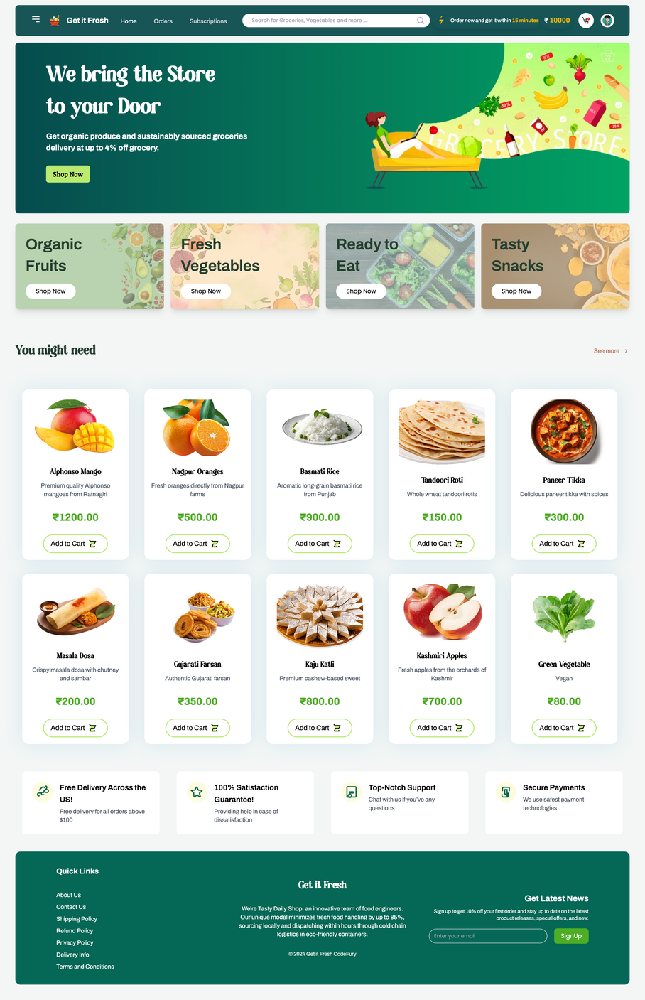 Get it Fresh
Home
Orders
Subscriptions
Search for Groceries, Vegetables and more ...
Order now and get it within 15 minutes
₹ 10000
We bring the Store
to your Door
Get organic produce and sustainably sourced groceries
delivery at up to 4% off grocery.
Shop Now
BUY
-30 %
-30 %
GROCERY STORE
Organic
Fruits
Shop Now
Fresh
Vegetables
Shop Now
Ready to
Eat
Shop Now
Tasty
Snacks
Shop Now
You might need
See more
Alphonso Mango
Premium quality Alphonso
mangoes from Ratnagiri
₹1200.00
Add to Cart
Nagpur Oranges
Fresh oranges directly from Nagpur
farms
₹500.00
Add to Cart
Basmati Rice
Aromatic long-grain basmati rice
from Punjab
₹900.00
Add to Cart
Tandoori Roti
Whole wheat tandoori rotis
₹150.00
Add to Cart
Paneer Tikka
Delicious paneer tikka with spices
₹300.00
Add to Cart
Masala Dosa
Crispy masala dosa with chutney
and sambar
₹200.00
Add to Cart
Gujarati Farsan
Authentic Gujarati farsan
₹350.00
Add to Cart
Kaju Katli
Premium cashew-based sweet
₹800.00
Add to Cart
Kashmiri Apples
Fresh apples from the orchards of
Kashmir
₹700.00
Add to Cart
Green Vegetable
Vegan
₹80.00
Add to Cart
Free Delivery Across the
US!
Free delivery for all orders above
$100
100% Satisfaction
Guarantee!
Providing help in case of
dissatisfaction
Top-Notch Support
Chat with us if you've any
questions
Secure Payments
We use safest payment
technologies
Quick Links
About Us
Contact Us
Shipping Policy
Refund Policy
Privacy Policy
Delivery Info
Terms and Conditions
Get it Fresh
We're Tasty Daily Shop, an innovative team of food engineers.
Our unique model minimizes fresh food handling by up to 85%,
sourcing locally and dispatching within hours through cold chain
logistics in eco-friendly containers.
© 2024 Get it Fresh CodeFury
Get Latest News
Sign up to get 10% off your first order and stay up to date on the latest
product releases, special offers, and new.
Enter your email
SignUp